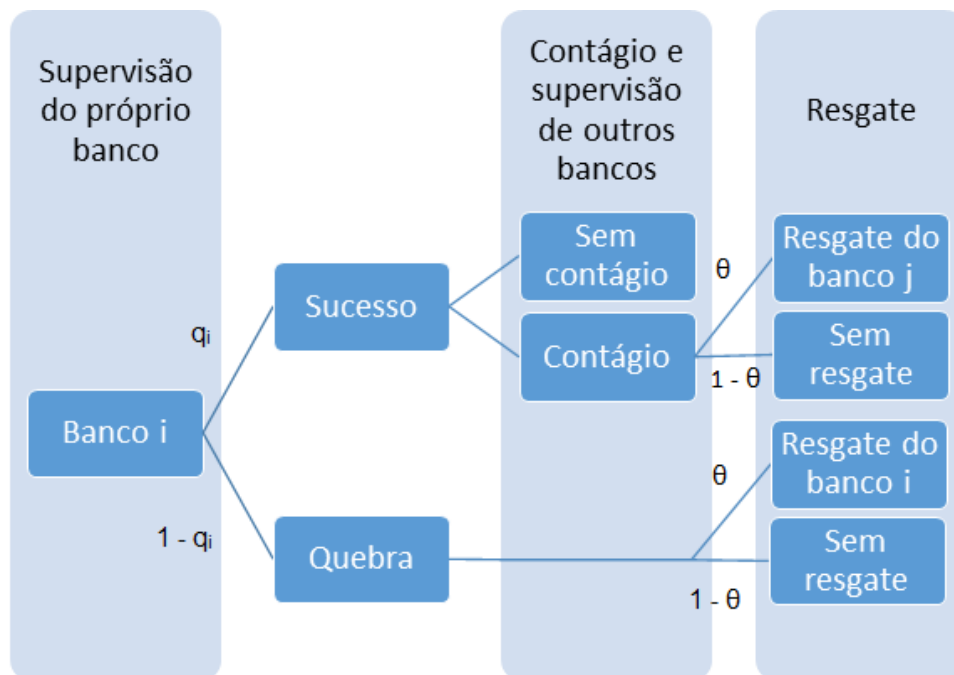 Supervisão
do próprio
banco
Contágio e
supervisão
de outros
bancos
Resgate
Sem
contágio
θ
Resgate do
banco j
Sucesso
qᵢ
Contágio
1 - θ
Sem
resgate
Banco i
Resgate do
banco i
θ
1 - qᵢ
Quebra
Sem
resgate
1 - θ